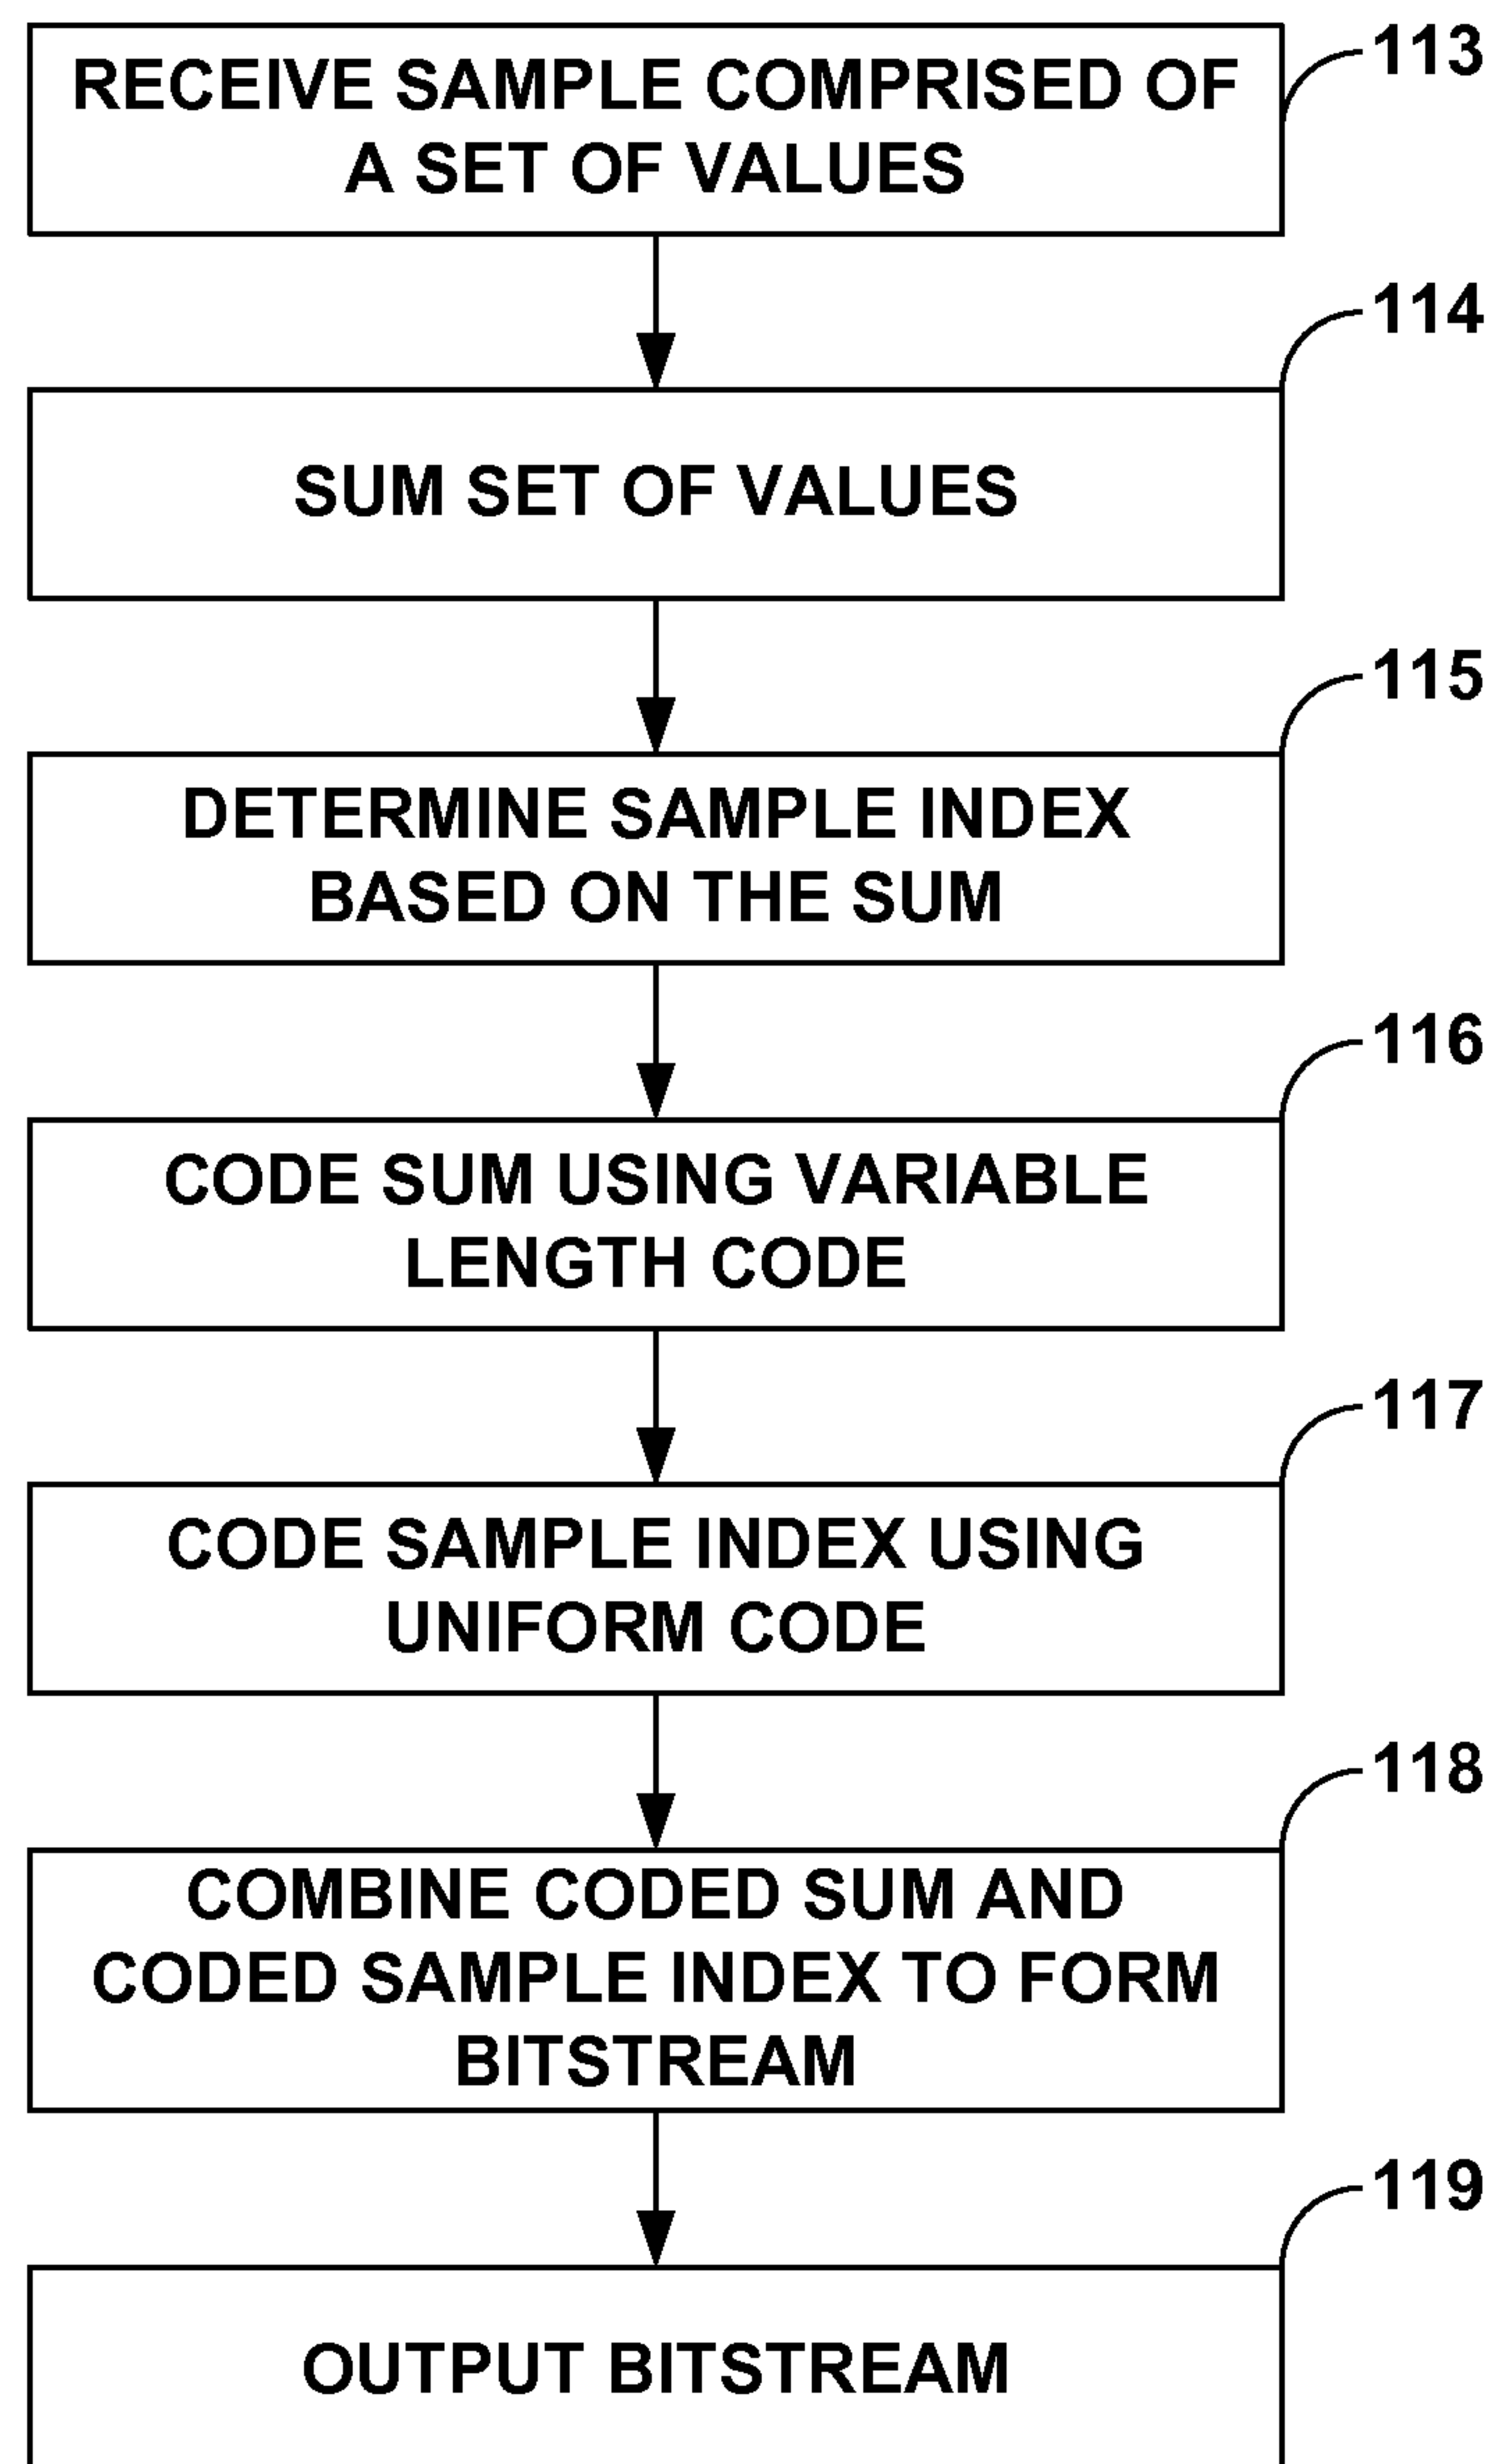 113
RECEIVE SAMPLE COMPRISED OF
A SET OF VALUES
114
SUM SET OF VALUES
115
DETERMINE SAMPLE INDEX
BASED ON THE SUM
116
CODE SUM USING VARIABLE
LENGTH CODE
117
CODE SAMPLE INDEX USING
UNIFORM CODE
118
COMBINE CODED SUM AND
CODED SAMPLE INDEX TO FORM
BITSTREAM
119
OUTPUT BITSTREAM